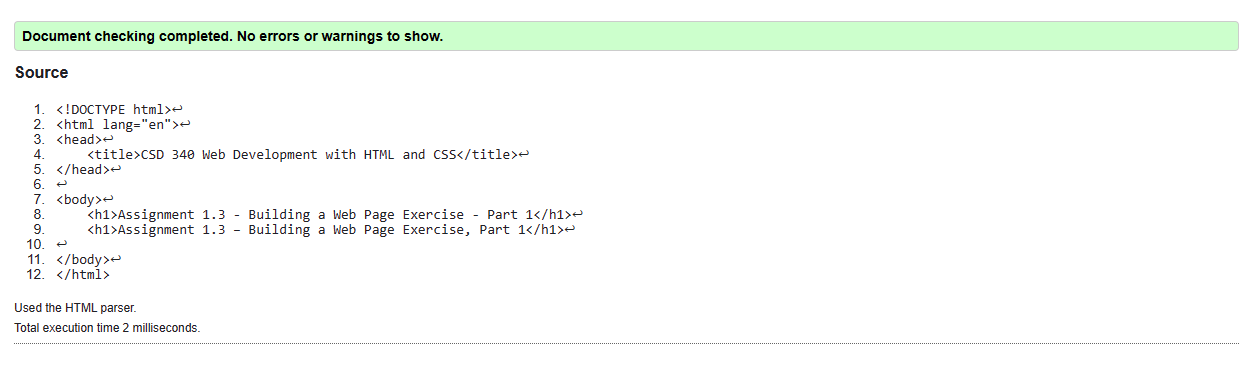 Document checking completed. No errors or warnings to show.
Source
1. <!DOCTYPE html>↩
2. <html lang="en">↩
3. <head>↩
4.     <title>CSD 340 Web Development with HTML and CSS</title>↩
5. </head>↩
6. ↩
7. <body>↩
8.     <h1>Assignment 1.3 - Building a Web Page Exercise - Part 1</h1>↩
9.     <h1>Assignment 1.3 – Building a Web Page Exercise, Part 1</h1>↩
10. ↩
11. </body>↩
12. </html>
Used the HTML parser.
Total execution time 2 milliseconds.